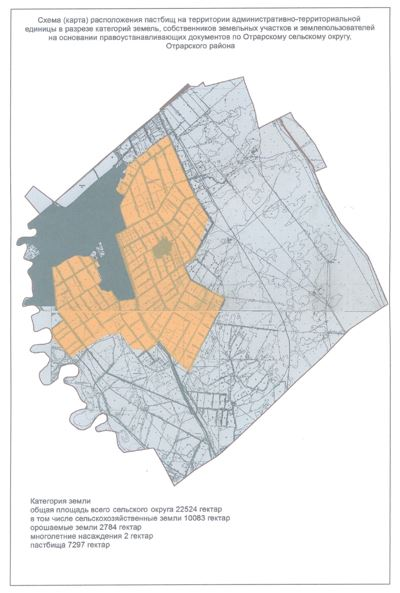 Схема (карта) расположения пастбищ на территории административно-территориальной
единицы в разрезе категорий земель, собственников земельных участков и землепользователей
на основании правоустанавливающих документов по Отрарскому сельскому округу,
Отрарского района
Категория земли
общая площадь всего сельского округа 22524 гектар
в том числе сельскохозяйственные земли 10083 гектар
орошаемые земли 2784 гектар
многолетние насаждения 2 гектар
пастбища 7297 гектар